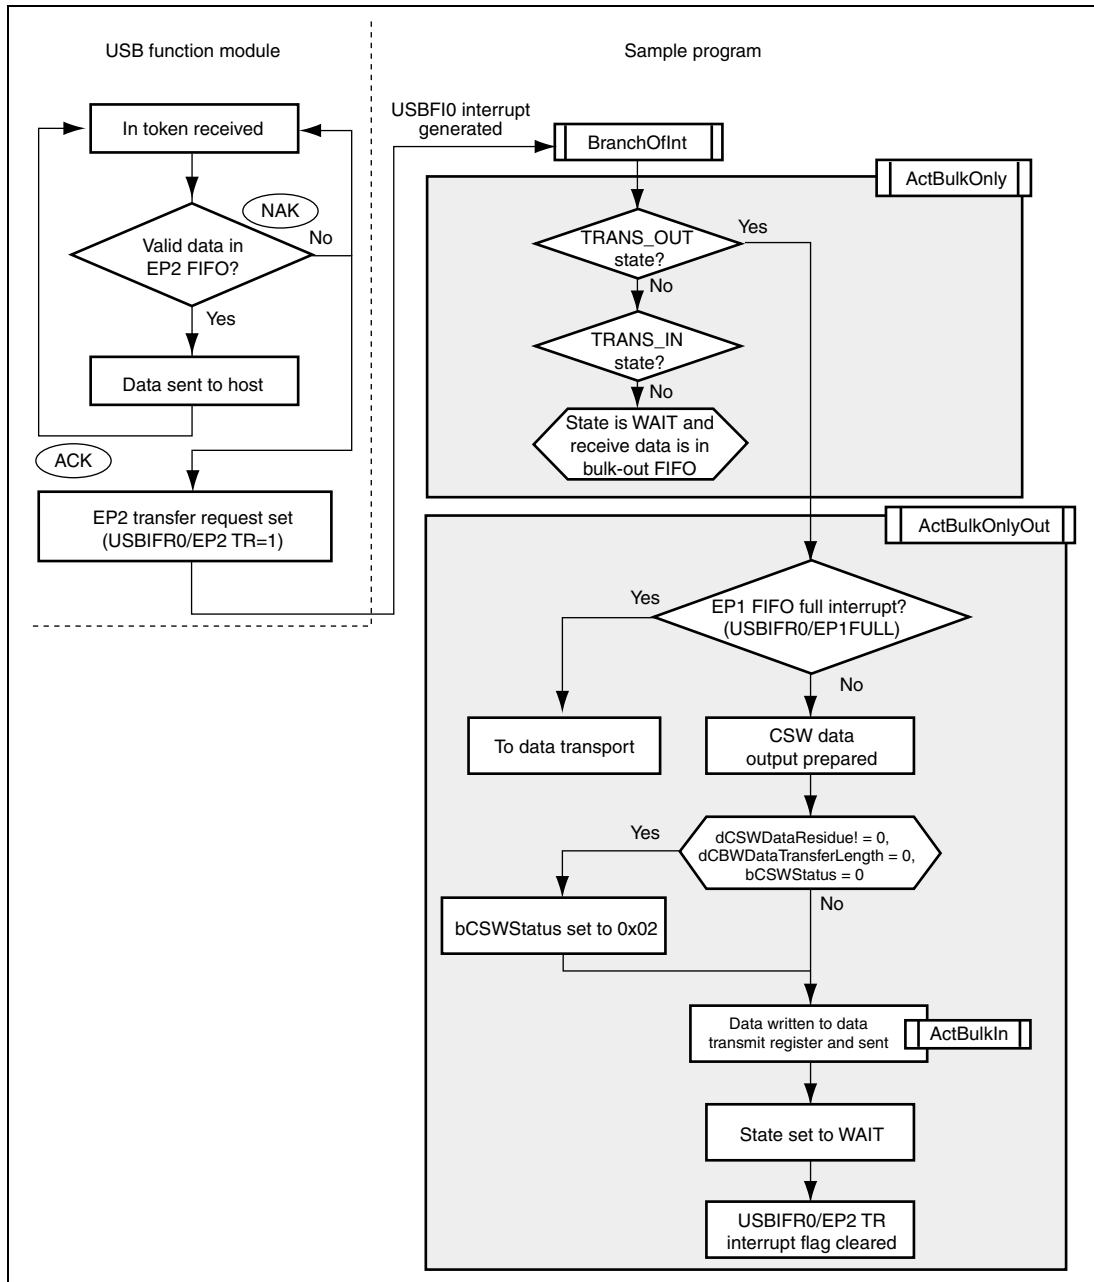 USB function module
Sample program
In token received
NAK
Valid data in
EP2 FIFO?
No
Yes
Data sent to host
ACK
EP2 transfer request set
(USBIFR0/EP2 TR=1)
USBFI0 interrupt
generated
BranchOfInt
ActBulkOnly
TRANS_OUT
state?
Yes
No
TRANS_IN
state?
No
State is WAIT and
receive data is in
bulk-out FIFO
ActBulkOnlyOut
EP1 FIFO full interrupt?
(USBIFR0/EP1FULL)
Yes
No
To data transport
CSW data
output prepared
dCSWDataResidue! = 0,
dCBWDataTransferLength = 0,
bCSWStatus = 0
Yes
No
bCSWStatus set to 0x02
Data written to data
transmit register and sent
ActBulkIn
State set to WAIT
USBIFR0/EP2 TR
interrupt flag cleared